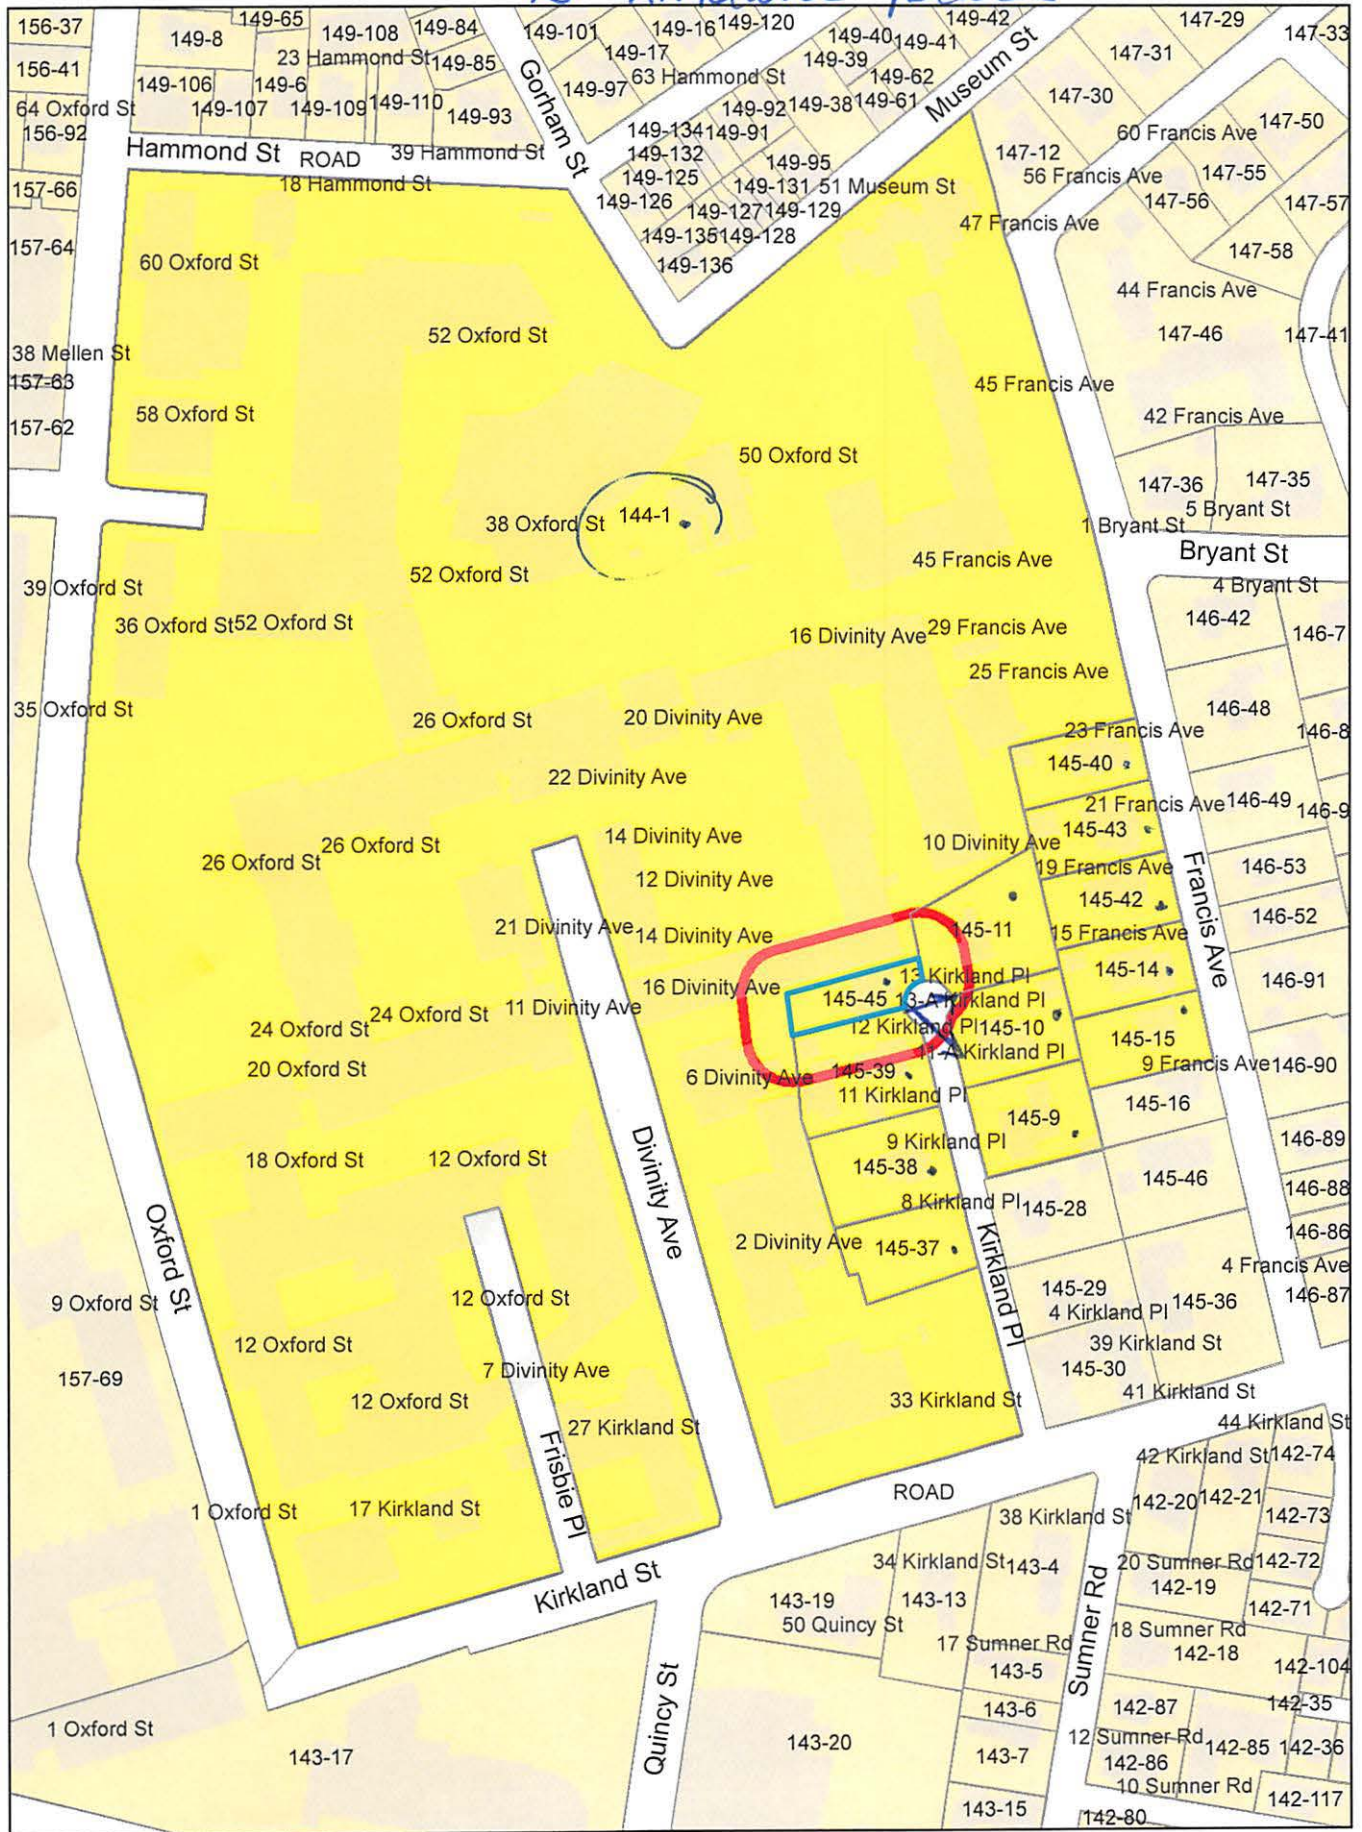 149-65
149-84
149-101
149-16
149-120
149-42
147-29
147-33
156-37
149-8
149-108
149-17
149-40
149-41
147-31
23 Hammond St
149-85
63 Hammond St
149-39
149-62
156-41
149-106
149-6
149-97
Gorham St
Museum St
147-30
64 Oxford St
149-107
149-109
149-110
149-93
149-92
149-38
149-61
147-50
156-92
149-134
149-91
60 Francis Ave
Hammond St
ROAD
39 Hammond St
149-132
149-95
147-12
157-66
18 Hammond St
149-125
149-131
51 Museum St
56 Francis Ave
147-55
149-126
149-127
149-129
147-56
147-57
157-64
149-135
149-128
47 Francis Ave
147-58
60 Oxford St
149-136
44 Francis Ave
52 Oxford St
147-46
147-41
38 Mellen St
157-63
45 Francis Ave
157-62
58 Oxford St
42 Francis Ave
50 Oxford St
147-36
147-35
38 Oxford St
144-1
5 Bryant St
1 Bryant St
Bryant St
52 Oxford St
45 Francis Ave
39 Oxford St
4 Bryant St
36 Oxford St
52 Oxford St
16 Divinity Ave
29 Francis Ave
146-42
146-7
25 Francis Ave
35 Oxford St
26 Oxford St
20 Divinity Ave
146-48
23 Francis Ave
146-8
22 Divinity Ave
145-40
21 Francis Ave
146-49
146-9
26 Oxford St
26 Oxford St
14 Divinity Ave
145-43
10 Divinity Ave
12 Divinity Ave
19 Francis Ave
146-53
145-42
Francis Ave
146-52
21 Divinity Ave
14 Divinity Ave
145-11
15 Francis Ave
16 Divinity Ave
13 Kirkland Pl
145-14
146-91
11 Divinity Ave
145-45
13-A Kirkland Pl
24 Oxford St
24 Oxford St
12 Kirkland Pl
145-10
145-15
20 Oxford St
11-A Kirkland Pl
9 Francis Ave
146-90
6 Divinity Ave
145-39
11 Kirkland Pl
145-16
145-9
18 Oxford St
12 Oxford St
Divinity Ave
9 Kirkland Pl
146-89
145-38
145-46
146-88
8 Kirkland Pl
145-28
146-86
Oxford St
2 Divinity Ave
145-37
Kirkland Pl
4 Francis Ave
9 Oxford St
12 Oxford St
145-29
145-36
146-87
4 Kirkland Pl
12 Oxford St
39 Kirkland St
157-69
7 Divinity Ave
145-30
12 Oxford St
33 Kirkland St
41 Kirkland St
27 Kirkland St
44 Kirkland St
Frisbie Pl
42 Kirkland St
142-74
ROAD
1 Oxford St
17 Kirkland St
38 Kirkland St
142-20
142-21
142-73
34 Kirkland St
143-4
20 Sumner Rd
142-72
Kirkland St
143-19
143-13
142-19
142-71
50 Quincy St
Sumner Rd
17 Sumner Rd
18 Sumner Rd
142-18
143-5
142-104
Quincy St
143-6
142-87
142-35
1 Oxford St
143-17
143-20
143-7
12 Sumner Rd
142-85
142-36
142-86
10 Sumner Rd
142-117
143-15
142-80